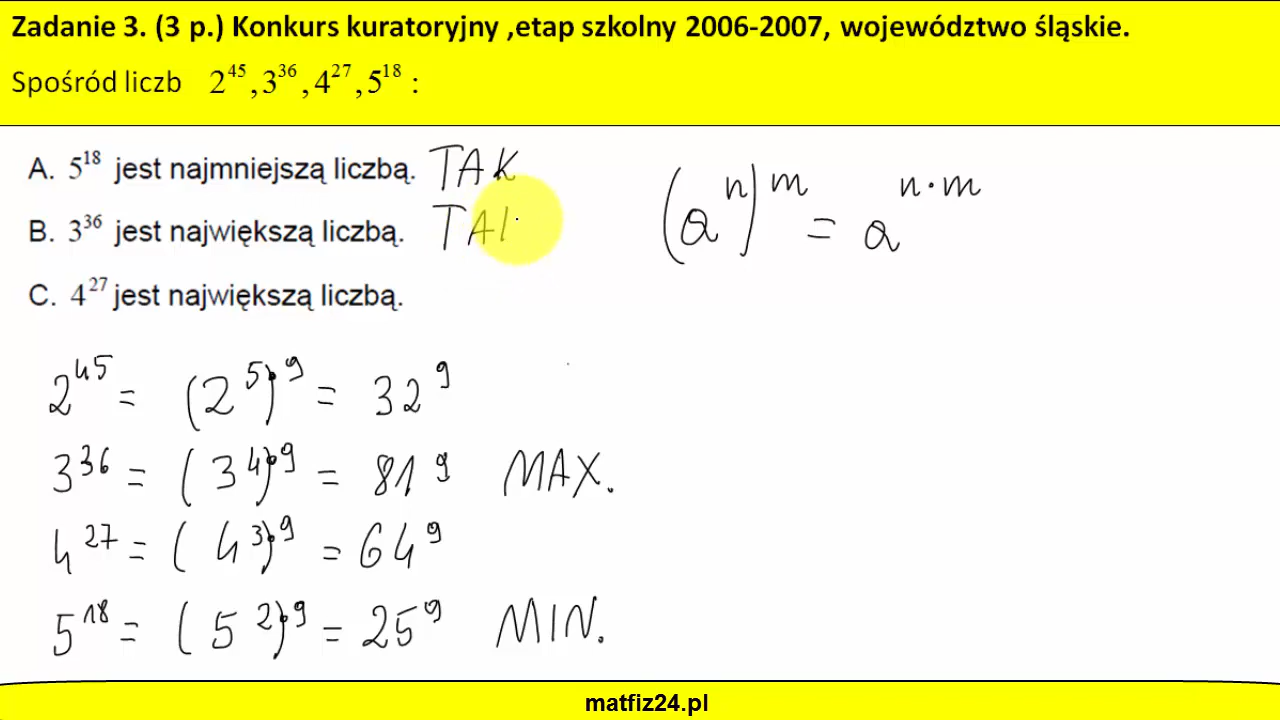 Zadanie 3. (3 p.) Konkurs kuratoryjny ,etap szkolny 2006-2007, województwo śląskie.
Spośród liczb 2^45, 3^36, 4^27, 5^18 :
A. 5^18 jest najmniejszą liczbą. TAK
B. 3^36 jest największą liczbą. TAI
C. 4^27 jest największą liczbą.
(a^n)^m = a^n·m
2^45 = (2^5)^9 = 32^9
3^36 = (3^4)^9 = 81^9 MAX.
4^27 = (4^3)^9 = 64^9
5^18 = (5^2)^9 = 25^9 MIN.
matfiz24.pl